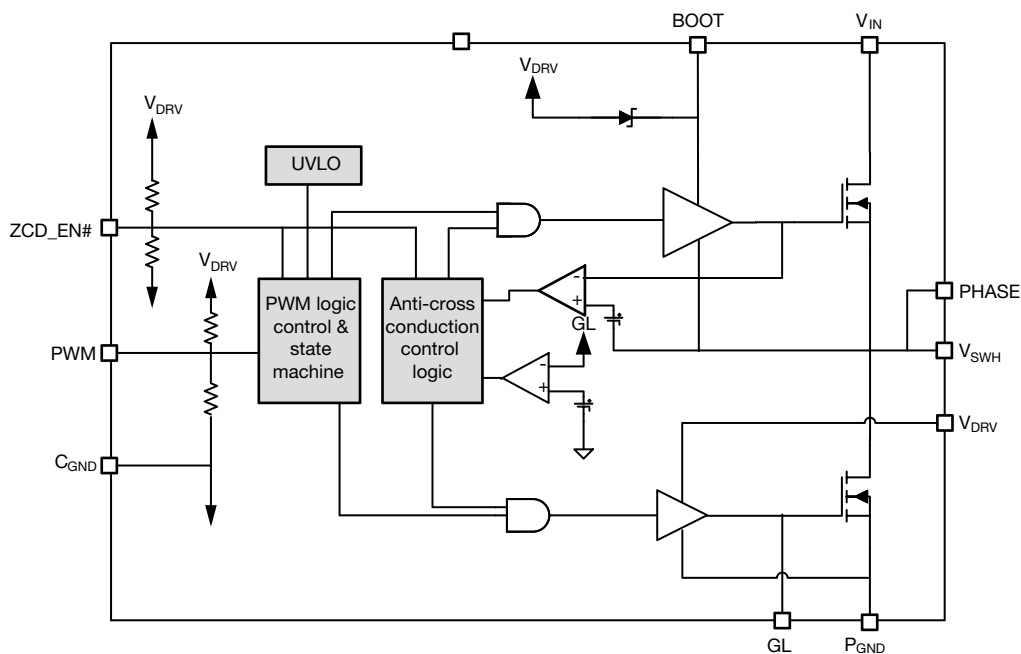 BOOT
VIN
VDRV
VDRV
UVLO
ZCD_EN#
VDRV
PHASE
PWM logic
control &
state
machine
Anti-cross
conduction
control
logic
-
+
GL
PWM
VSWH
-
+
VDRV
CGND
GL
PGND